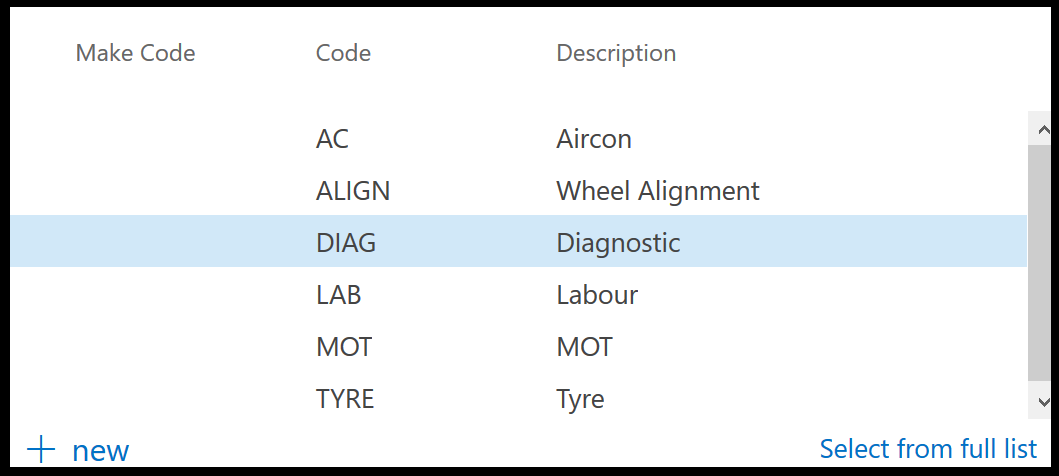 Make Code Code Description
AC Aircon
ALIGN Wheel Alignment
DIAG Diagnostic
LAB Labour
MOT MOT
TYRE Tyre
new Select from full list